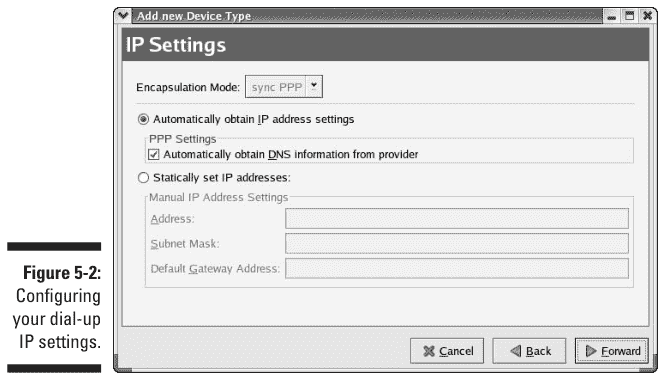 Add new Device Type
IP Settings
Encapsulation Mode: sync PPP
Automatically obtain IP address settings
PPP Settings
Automatically obtain DNS information from provider
Statically set IP addresses:
Manual IP Address Settings
Address:
Subnet Mask:
Default Gateway Address:
Cancel Back Forward
Figure 5-2:
Configuring
your dial-up
IP settings.